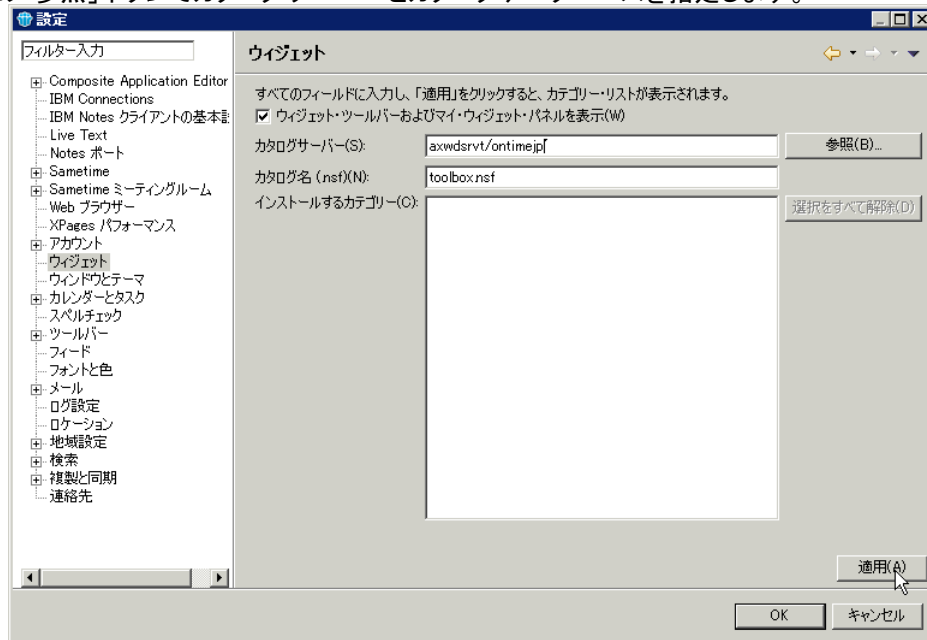 設定
フィルター入力
Composite Application Editor
IBM Connections
IBM Notes クライアントの基本
Live Text
Notes ポート
Sametime
Sametime ミーティングルーム
Web ブラウザー
XPages パフォーマンス
アカウント
ウィジェット
ウィンドウとテーマ
カレンダーとタスク
スペルチェック
ツールバー
フィード
フォントと色
メール
ログ設定
ロケーション
地域設定
検索
複製と同期
連絡先
ウィジェット
すべてのフィールドに入力し、「適用」をクリックすると、カテゴリー・リストが表示されます。
ウィジェット・ツールバーおよびマイ・ウィジェット・パネルを表示(W)
カタログサーバー(S): axwdsrvt/ontimejp 参照(B)...
カタログ名 (.nsf)(N): toolbox.nsf
インストールするカテゴリー(C): 選択をすべて解除(D)
適用(A)
OK キャンセル